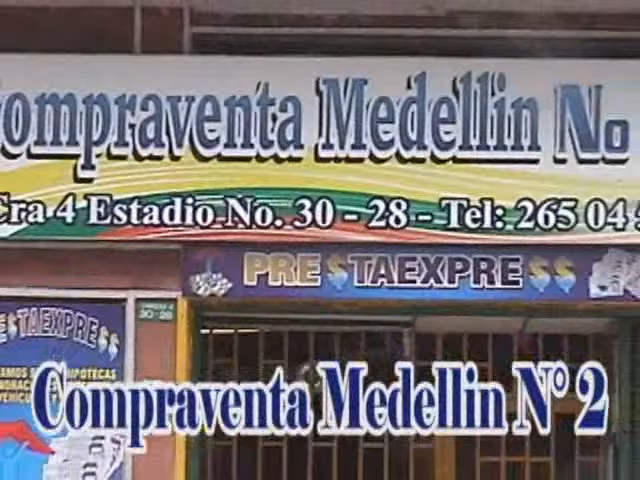 ompraventa Medellin No
Cra 4 Estadio No. 30 - 28 - Tel: 265 04
PRE$TAEXPRE$$
E$TAEXPRE$$
30-28
IPOTECAS
Compraventa Medellin N° 2